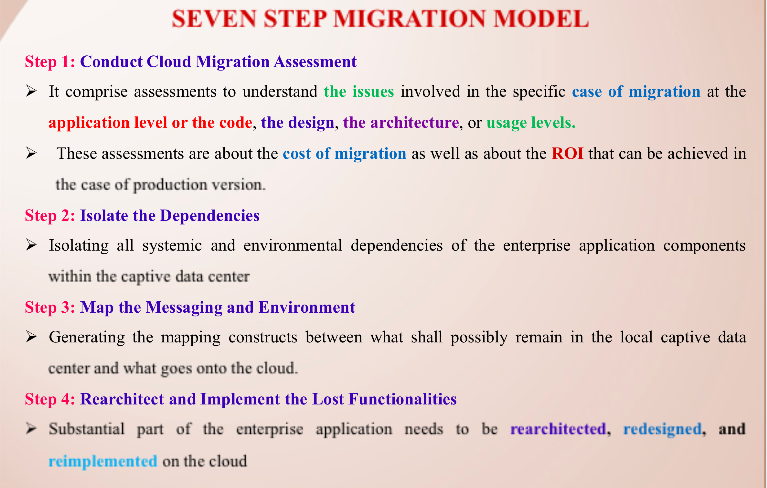 SEVEN STEP MIGRATION MODEL
Step 1: Conduct Cloud Migration Assessment
➢ It comprise assessments to understand the issues involved in the specific case of migration at the
application level or the code, the design, the architecture, or usage levels.
➢ These assessments are about the cost of migration as well as about the ROI that can be achieved in
the case of production version.
Step 2: Isolate the Dependencies
➢ Isolating all systemic and environmental dependencies of the enterprise application components
within the captive data center
Step 3: Map the Messaging and Environment
➢ Generating the mapping constructs between what shall possibly remain in the local captive data
center and what goes onto the cloud.
Step 4: Rearchitect and Implement the Lost Functionalities
➢ Substantial part of the enterprise application needs to be rearchitected, redesigned, and
reimplemented on the cloud